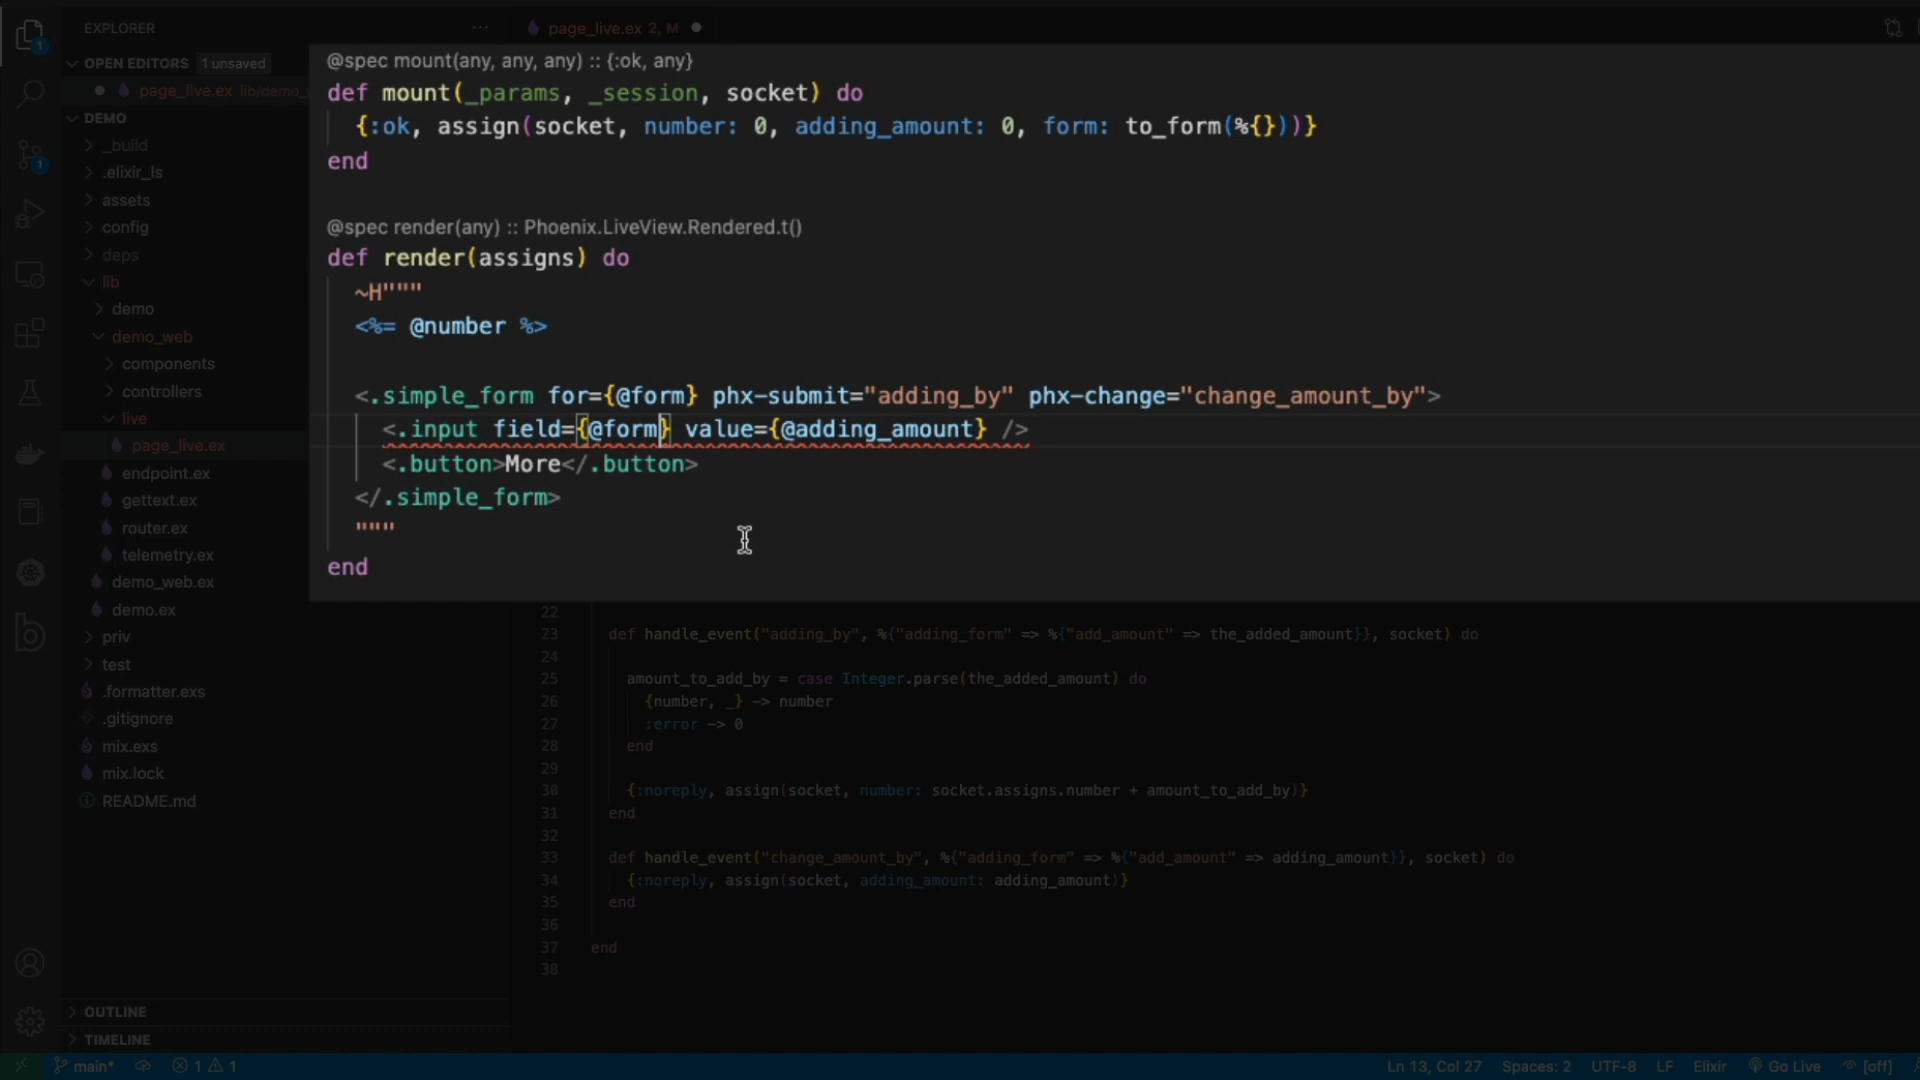 EXPLORER
page_live.ex 2, M
OPEN EDITORS 1 unsaved
page_live.ex lib/demo_
DEMO
_build
.elixir_ls
assets
config
deps
lib
demo
demo_web
components
controllers
live
page_live.ex
endpoint.ex
gettext.ex
router.ex
telemetry.ex
demo_web.ex
demo.ex
priv
test
.formatter.exs
.gitignore
mix.exs
mix.lock
README.md
OUTLINE
TIMELINE
@spec mount(any, any, any) :: {:ok, any}
def mount(_params, _session, socket) do
{:ok, assign(socket, number: 0, adding_amount: 0, form: to_form(%{}))}
end
@spec render(any) :: Phoenix.LiveView.Rendered.t()
def render(assigns) do
~H"""
<%= @number %>
<.simple_form for={@form} phx-submit="adding_by" phx-change="change_amount_by">
<.input field={@form} value={@adding_amount} />
<.button>More</.button>
</.simple_form>
"""
end
22
23 def handle_event("adding_by", %{"adding_form" => %{"add_amount" => the_added_amount}}, socket) do
24
25 amount_to_add_by = case Integer.parse(the_added_amount) do
26 {number, _} -> number
27 :error -> 0
28 end
29
30 {:noreply, assign(socket, number: socket.assigns.number + amount_to_add_by)}
31 end
32
33 def handle_event("change_amount_by", %{"adding_form" => %{"add_amount" => adding_amount}}, socket) do
34 {:noreply, assign(socket, adding_amount: adding_amount)}
35 end
36
37 end
38
main* 1 1 Ln 13, Col 27 Spaces: 2 UTF-8 LF Elixir Go Live [off]